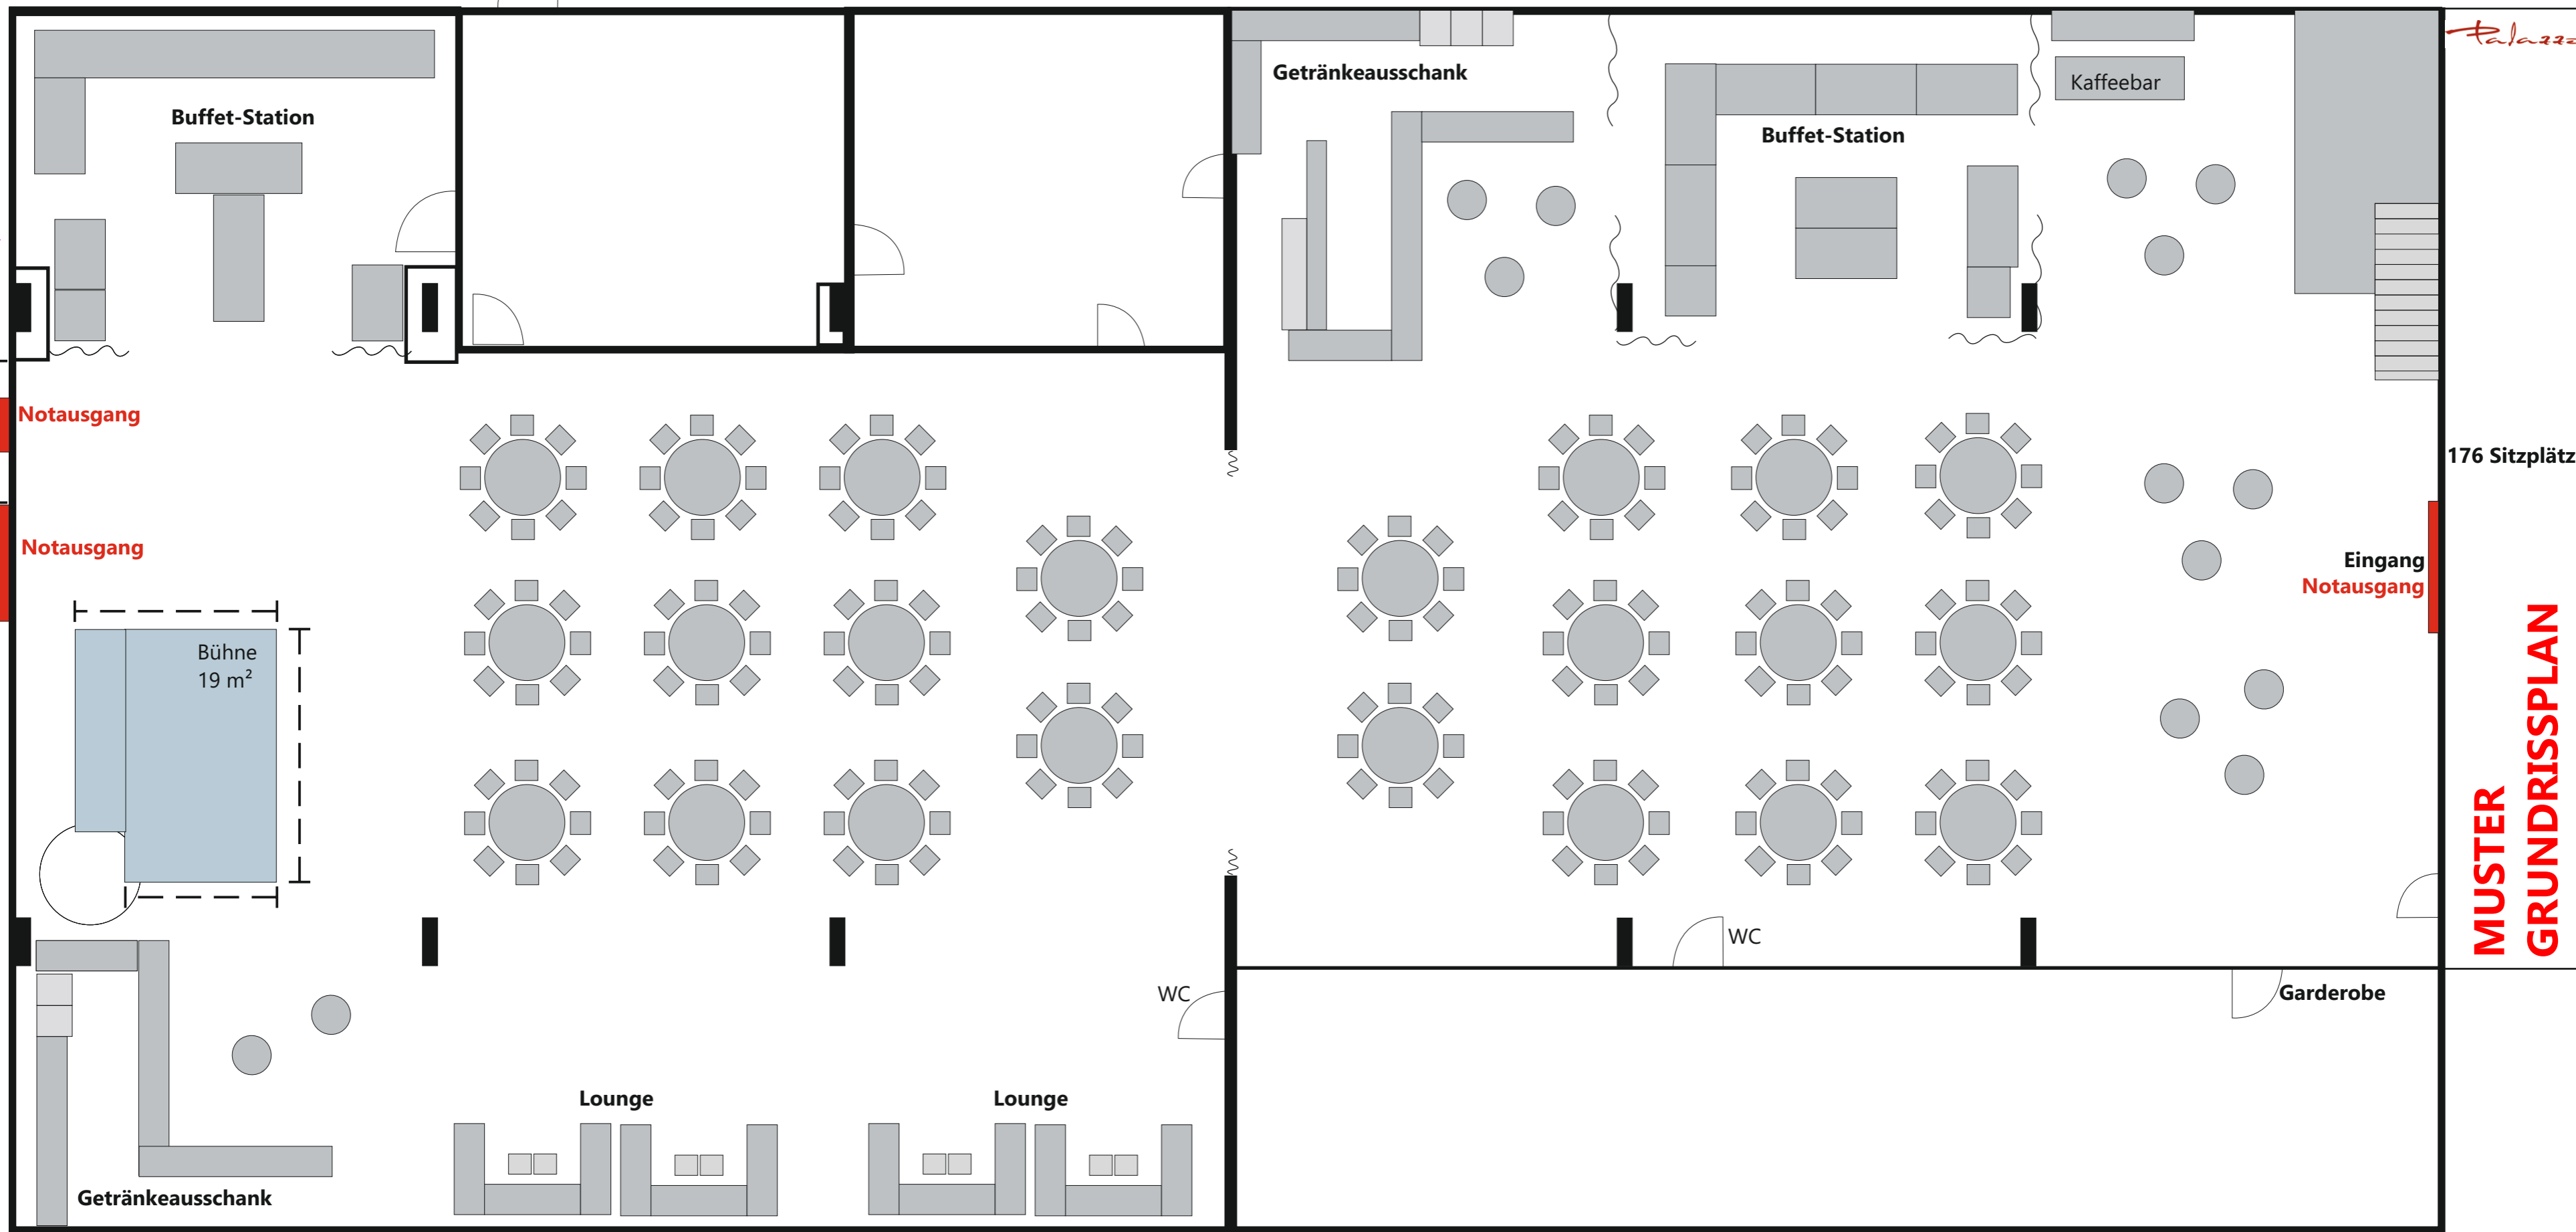 Palazzo
Getränkeausschank
Kaffeebar
Buffet-Station
Buffet-Station
Notausgang
176 Sitzplätz
Notausgang
Eingang
Notausgang
Bühne
19 m²
MUSTER
GRUNDRISSPLAN
WC
WC
Garderobe
Lounge
Lounge
Getränkeausschank